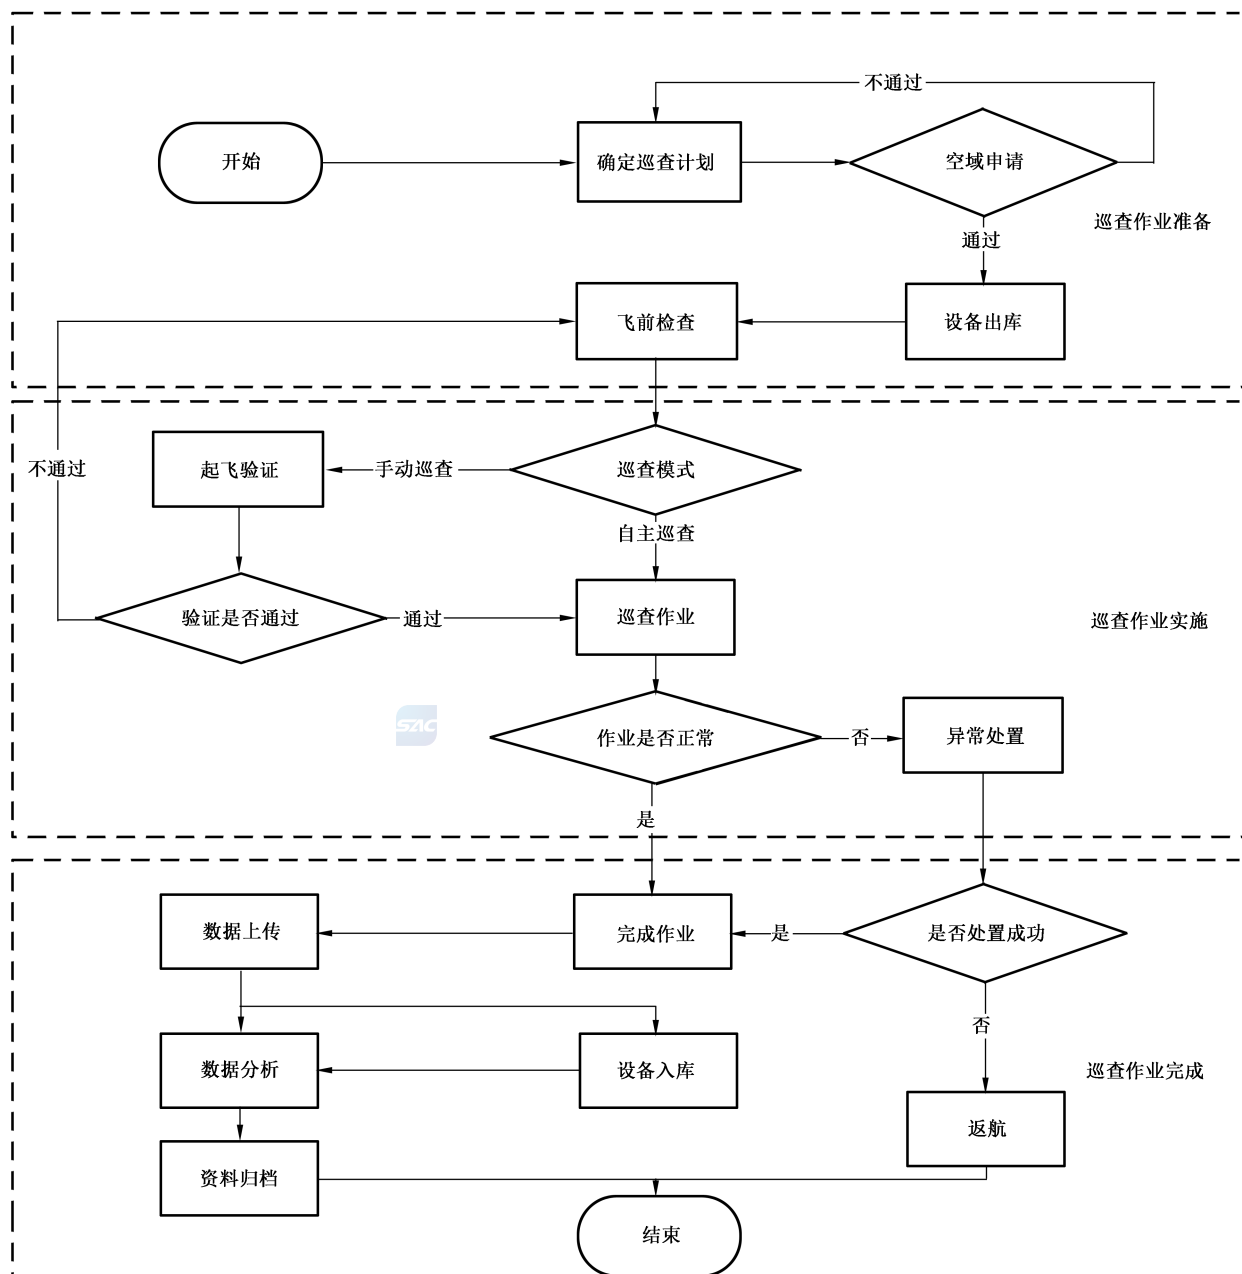 不通过
开始
确定巡查计划
空域申请
巡查作业准备
通过
飞前检查
设备出库
不通过
起飞验证
手动巡查
巡查模式
自主巡查
验证是否通过
通过
巡查作业
巡查作业实施
SAC
作业是否正常
否
异常处置
是
数据上传
完成作业
是
是否处置成功
否
数据分析
设备入库
巡查作业完成
返航
资料归档
结束